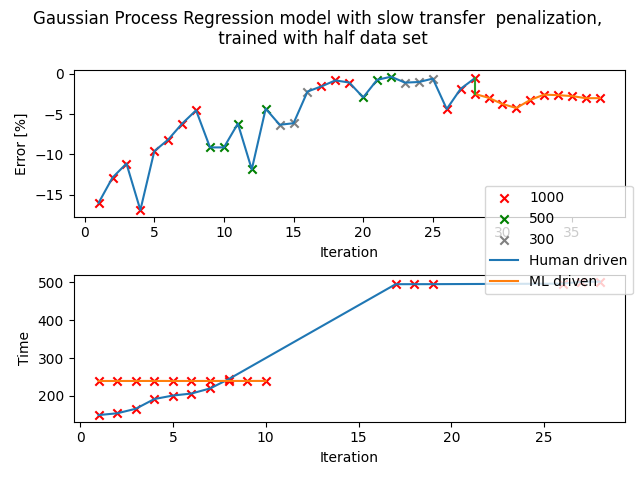 Gaussian Process Regression model with slow transfer  penalization,
trained with half data set
0
−5
−10
−15
Error [%]
0 5 10 15 20 25 30 35
Iteration
1000
500
300
Human driven
ML driven
500
400
300
200
Time
0 5 10 15 20 25
Iteration